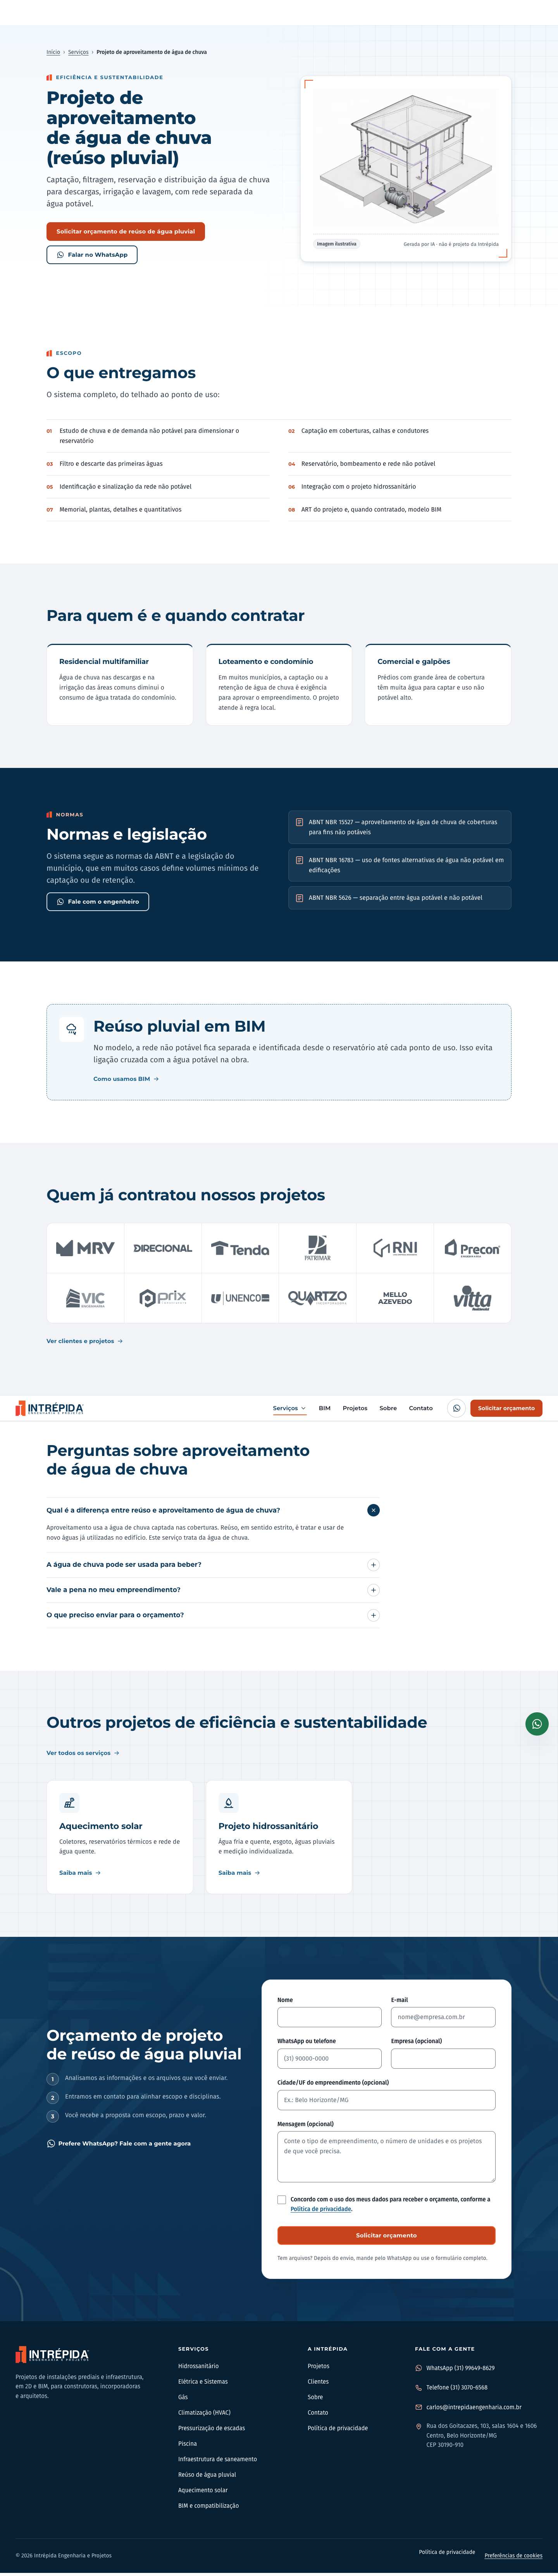 Início › Serviços › Projeto de aproveitamento de água de chuva
EFICIÊNCIA E SUSTENTABILIDADE
Projeto de
aproveitamento
de água de chuva
(reúso pluvial)
Captação, filtragem, reservação e distribuição da água de chuva
para descargas, irrigação e lavagem, com rede separada da
água potável.
Solicitar orçamento de reúso de água pluvial
Falar no WhatsApp
Imagem ilustrativa
Gerada por IA · não é projeto da Intrépida
ESCOPO
O que entregamos
O sistema completo, do telhado ao ponto de uso:
01 Estudo de chuva e de demanda não potável para dimensionar o
reservatório
02 Captação em coberturas, calhas e condutores
03 Filtro e descarte das primeiras águas
04 Reservatório, bombeamento e rede não potável
05 Identificação e sinalização da rede não potável
06 Integração com o projeto hidrossanitário
07 Memorial, plantas, detalhes e quantitativos
08 ART do projeto e, quando contratado, modelo BIM
Para quem é e quando contratar
Residencial multifamiliar
Água de chuva nas descargas e na
irrigação das áreas comuns diminui o
consumo de água tratada do condomínio.
Loteamento e condomínio
Em muitos municípios, a captação ou a
retenção de água de chuva é exigência
para aprovar o empreendimento. O projeto
atende à regra local.
Comercial e galpões
Prédios com grande área de cobertura
têm muita água para captar e uso não
potável alto.
NORMAS
Normas e legislação
O sistema segue as normas da ABNT e a legislação do
município, que em muitos casos define volumes mínimos de
captação ou de retenção.
Fale com o engenheiro
ABNT NBR 15527 — aproveitamento de água de chuva de coberturas
para fins não potáveis
ABNT NBR 16783 — uso de fontes alternativas de água não potável em
edificações
ABNT NBR 5626 — separação entre água potável e não potável
Reúso pluvial em BIM
No modelo, a rede não potável fica separada e identificada desde o reservatório até cada ponto de uso. Isso evita
ligação cruzada com a água potável na obra.
Como usamos BIM →
Quem já contratou nossos projetos
MRV
DIRECIONAL
Tenda
PATRIMAR
RNI
Precon
VIC
prix
UNENCO
QUARTZO
MELLO
AZEVEDO
vitta
Ver clientes e projetos →
INTRÉPIDA
ENGENHARIA E PROJETOS
Serviços
BIM
Projetos
Sobre
Contato
Solicitar orçamento
Perguntas sobre aproveitamento
de água de chuva
Qual é a diferença entre reúso e aproveitamento de água de chuva?
Aproveitamento usa a água de chuva captada nas coberturas. Reúso, em sentido estrito, é tratar e usar de
novo águas já utilizadas no edifício. Este serviço trata da água de chuva.
A água de chuva pode ser usada para beber?
Vale a pena no meu empreendimento?
O que preciso enviar para o orçamento?
Outros projetos de eficiência e sustentabilidade
Ver todos os serviços →
Aquecimento solar
Coletores, reservatórios térmicos e rede de
água quente.
Saiba mais →
Projeto hidrossanitário
Água fria e quente, esgoto, águas pluviais
e medição individualizada.
Saiba mais →
Orçamento de projeto
de reúso de água pluvial
1 Analisamos as informações e os arquivos que você enviar.
2 Entramos em contato para alinhar escopo e disciplinas.
3 Você recebe a proposta com escopo, prazo e valor.
Prefere WhatsApp? Fale com a gente agora
Nome
E-mail
nome@empresa.com.br
WhatsApp ou telefone
(31) 90000-0000
Empresa (opcional)
Cidade/UF do empreendimento (opcional)
Ex.: Belo Horizonte/MG
Mensagem (opcional)
Conte o tipo de empreendimento, o número de unidades e os projetos
de que você precisa.
Concordo com o uso dos meus dados para receber o orçamento, conforme a
Política de privacidade.
Solicitar orçamento
Tem arquivos? Depois do envio, mande pelo WhatsApp ou use o formulário completo.
INTRÉPIDA
ENGENHARIA E PROJETOS
Projetos de instalações prediais e infraestrutura,
em 2D e BIM, para construtoras, incorporadoras
e arquitetos.
SERVIÇOS
Hidrossanitário
Elétrica e Sistemas
Gás
Climatização (HVAC)
Pressurização de escadas
Piscina
Infraestrutura de saneamento
Reúso de água pluvial
Aquecimento solar
BIM e compatibilização
A INTRÉPIDA
Projetos
Clientes
Sobre
Contato
Política de privacidade
FALE COM A GENTE
WhatsApp (31) 99649-8629
Telefone (31) 3070-6568
carlos@intrepidaengenharia.com.br
Rua dos Goitacazes, 103, salas 1604 e 1606
Centro, Belo Horizonte/MG
CEP 30190-910
© 2026 Intrépida Engenharia e Projetos
Política de privacidade
Preferências de cookies